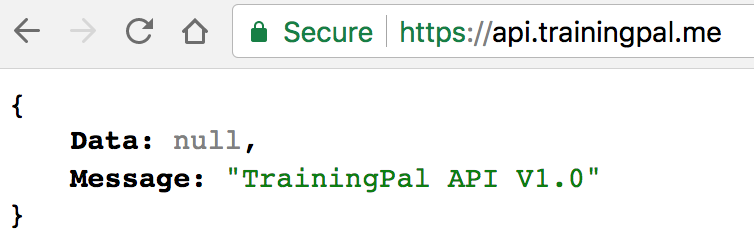 Secure https://api.trainingpal.me
{
Data: null,
Message: "TrainingPal API V1.0"
}